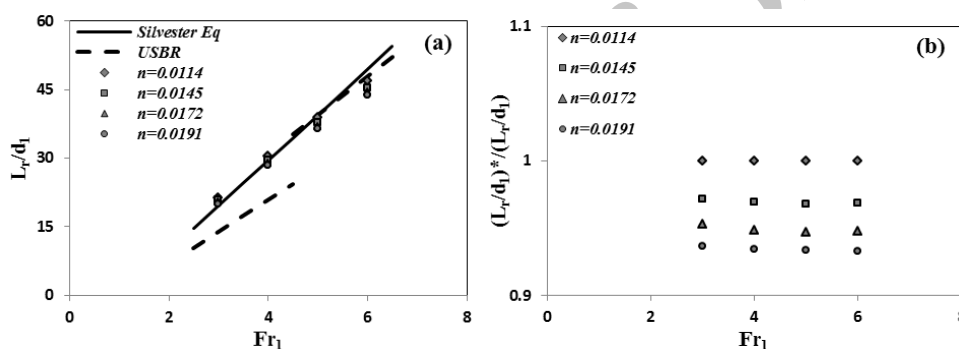 60
45
30
15
0
Lr/d1
Silvester Eq
USBR
n=0.0114
n=0.0145
n=0.0172
n=0.0191
(a)
0 2 4 6 8
Fr1
1.1
1
0.9
(Lr/d1)*/(Lr/d1)
n=0.0114
n=0.0145
n=0.0172
n=0.0191
(b)
0 2 4 6 8
Fr1